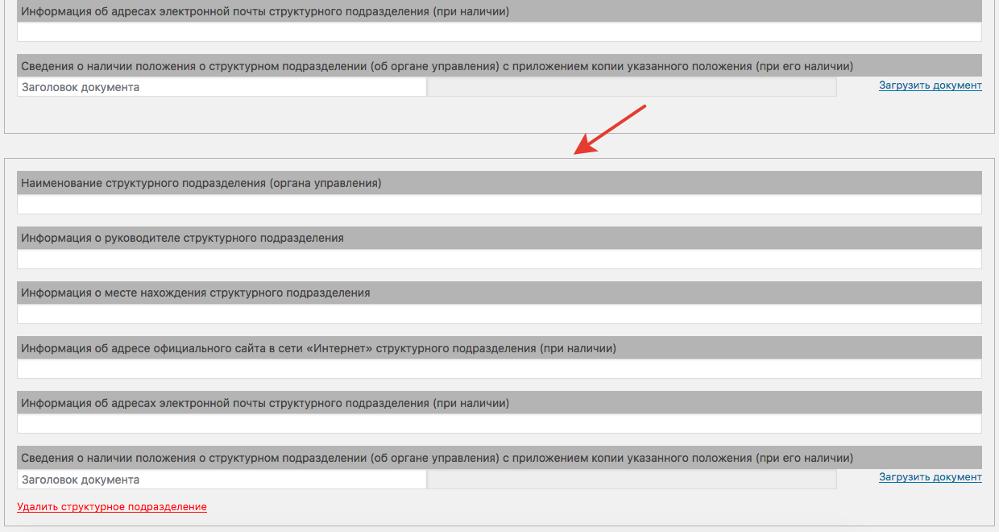 Информация об адресах электронной почты структурного подразделения (при наличии)
Сведения о наличии положения о структурном подразделении (об органе управления) с приложением копии указанного положения (при его наличии)
Заголовок документа Загрузить документ
Наименование структурного подразделения (органа управления)
Информация о руководителе структурного подразделения
Информация о месте нахождения структурного подразделения
Информация об адресе официального сайта в сети «Интернет» структурного подразделения (при наличии)
Информация об адресах электронной почты структурного подразделения (при наличии)
Сведения о наличии положения о структурном подразделении (об органе управления) с приложением копии указанного положения (при его наличии)
Заголовок документа Загрузить документ
Удалить структурное подразделение